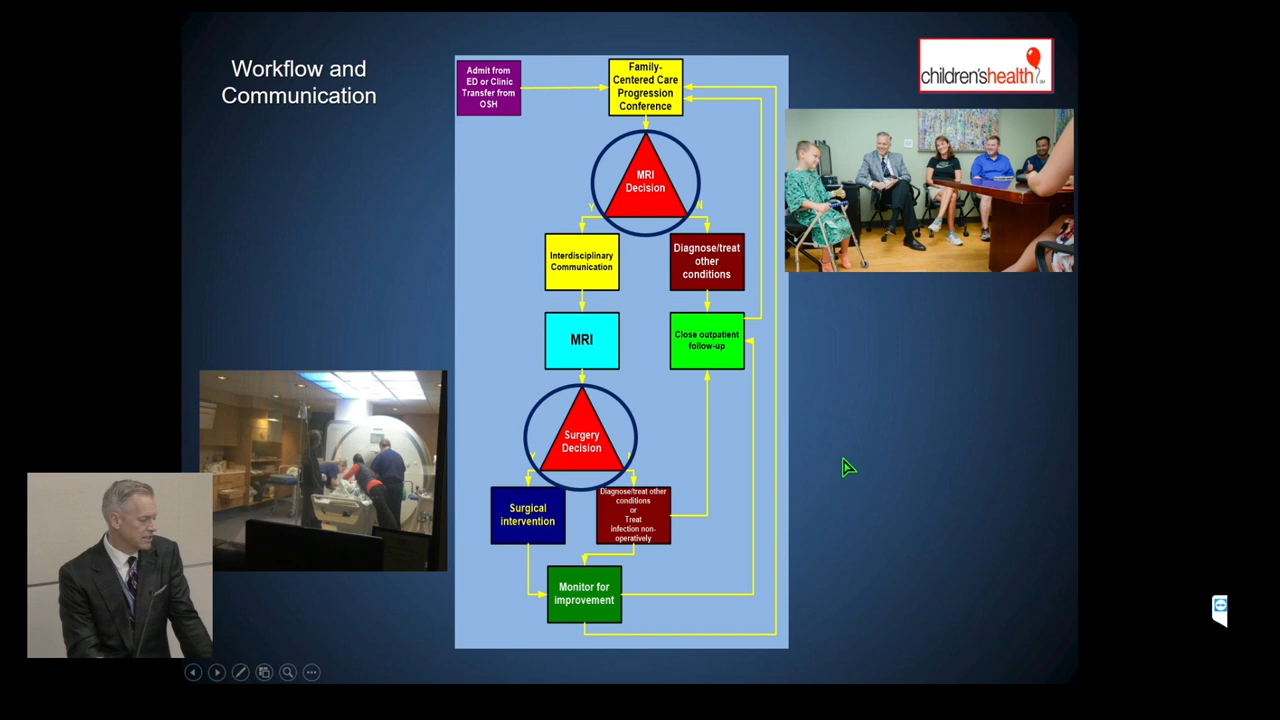 Workflow and
Communication
children'shealth
Admit from
ED or Clinic
Transfer from
OSH
Family-
Centered Care
Progression
Conference
MRI
Decision
Y
N
Interdisciplinary
Communication
Diagnose/treat
other
conditions
MRI
Close outpatient
follow-up
Surgery
Decision
Y
Surgical
intervention
Diagnose/treat other
conditions
or
Treat
infection non-
operatively
Monitor for
improvement